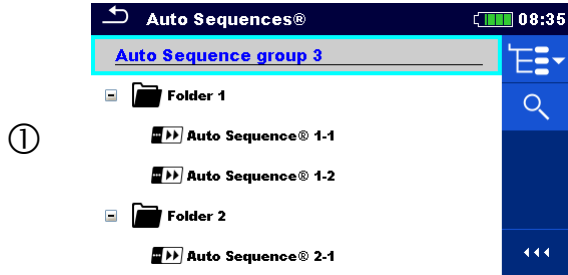 Auto Sequences® 08:35
Auto Sequence group 3
Folder 1
①
Auto Sequence® 1-1
Auto Sequence® 1-2
Folder 2
Auto Sequence® 2-1